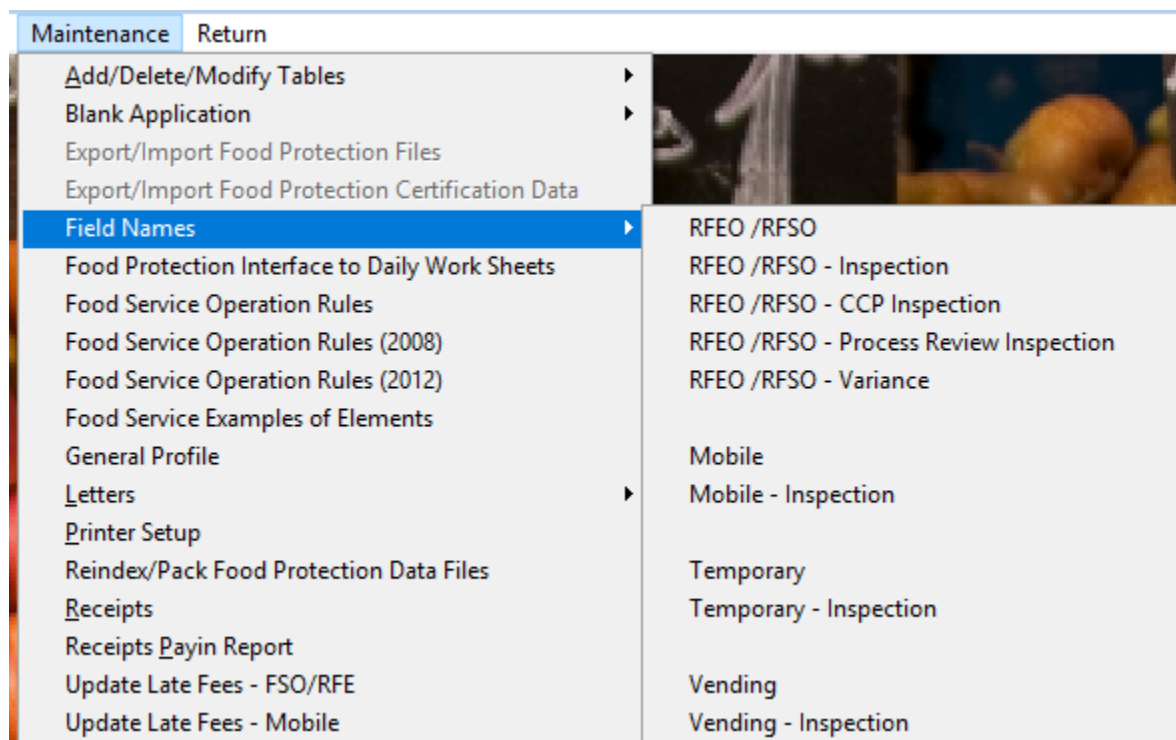 Maintenance Return
Add/Delete/Modify Tables
Blank Application
Export/Import Food Protection Files
Export/Import Food Protection Certification Data
Field Names
Food Protection Interface to Daily Work Sheets
Food Service Operation Rules
Food Service Operation Rules (2008)
Food Service Operation Rules (2012)
Food Service Examples of Elements
General Profile
Letters
Printer Setup
Reindex/Pack Food Protection Data Files
Receipts
Receipts Payin Report
Update Late Fees - FSO/RFE
Update Late Fees - Mobile
RFEO /RFSO
RFEO /RFSO - Inspection
RFEO /RFSO - CCP Inspection
RFEO /RFSO - Process Review Inspection
RFEO /RFSO - Variance
Mobile
Mobile - Inspection
Temporary
Temporary - Inspection
Vending
Vending - Inspection